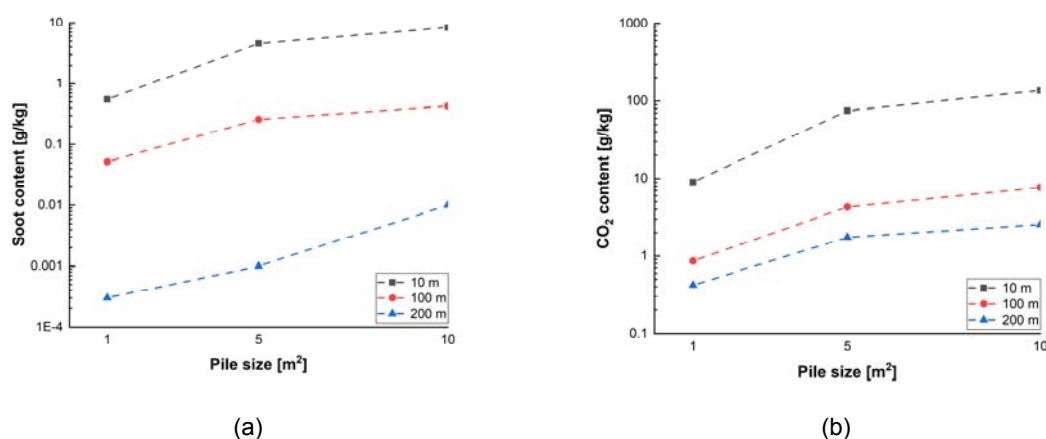 10
1
0.1
0.01
0.001
1E-4
Soot content [g/kg]
1
5
10
Pile size [m²]
10 m
100 m
200 m
(a)
1000
100
10
1
0.1
CO₂ content [g/kg]
1
5
10
Pile size [m²]
10 m
100 m
200 m
(b)